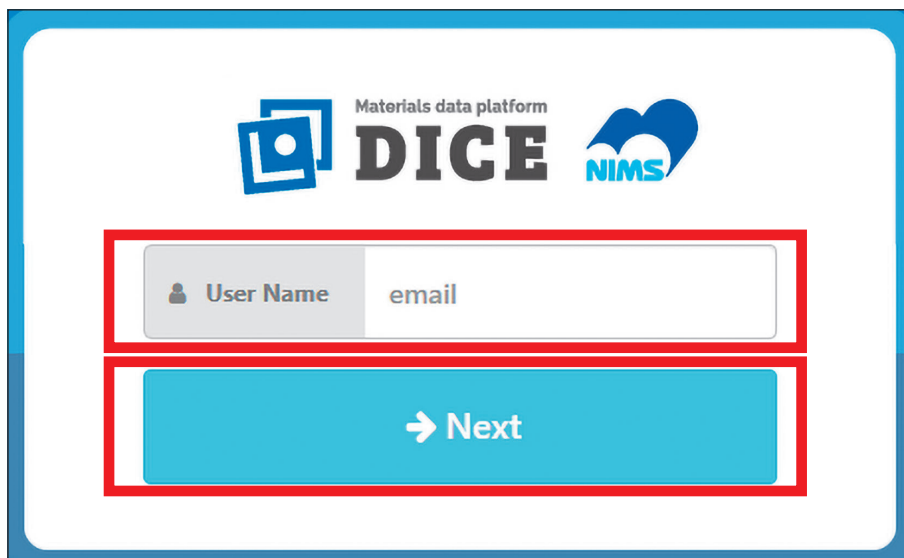 Materials data platform
DICE
NIMS
User Name
email
Next